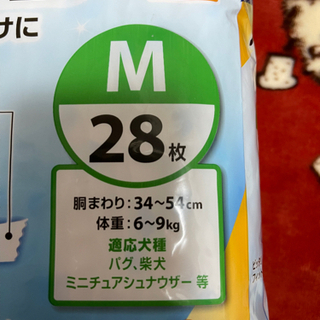 けに
M
28枚
胴まわり：34～54cm
体重：6～9kg
適応犬種
パグ、柴犬
ミニチュアシュナウザー 等